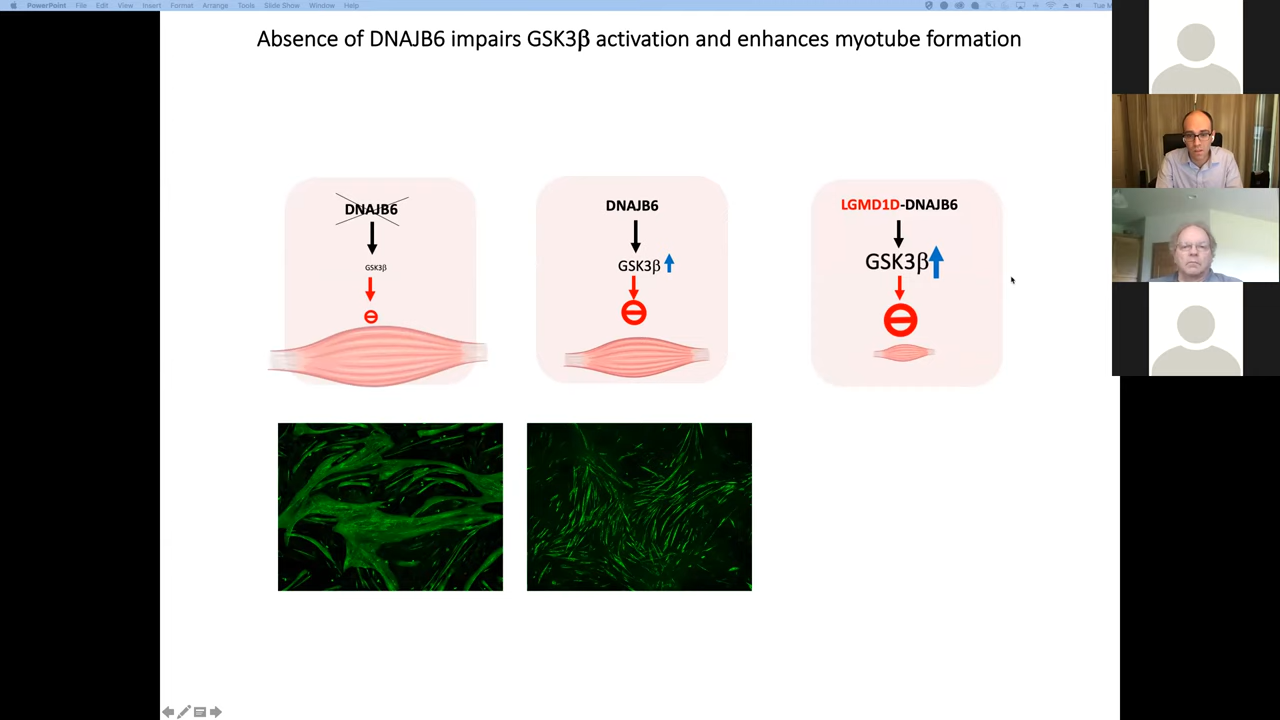 PowerPoint File Edit View Insert Format Arrange Tools Slide Show Window Help
Absence of DNAJB6 impairs GSK3β activation and enhances myotube formation
DNAJB6
GSK3β
DNAJB6
GSK3β
LGMD1D-DNAJB6
GSK3β